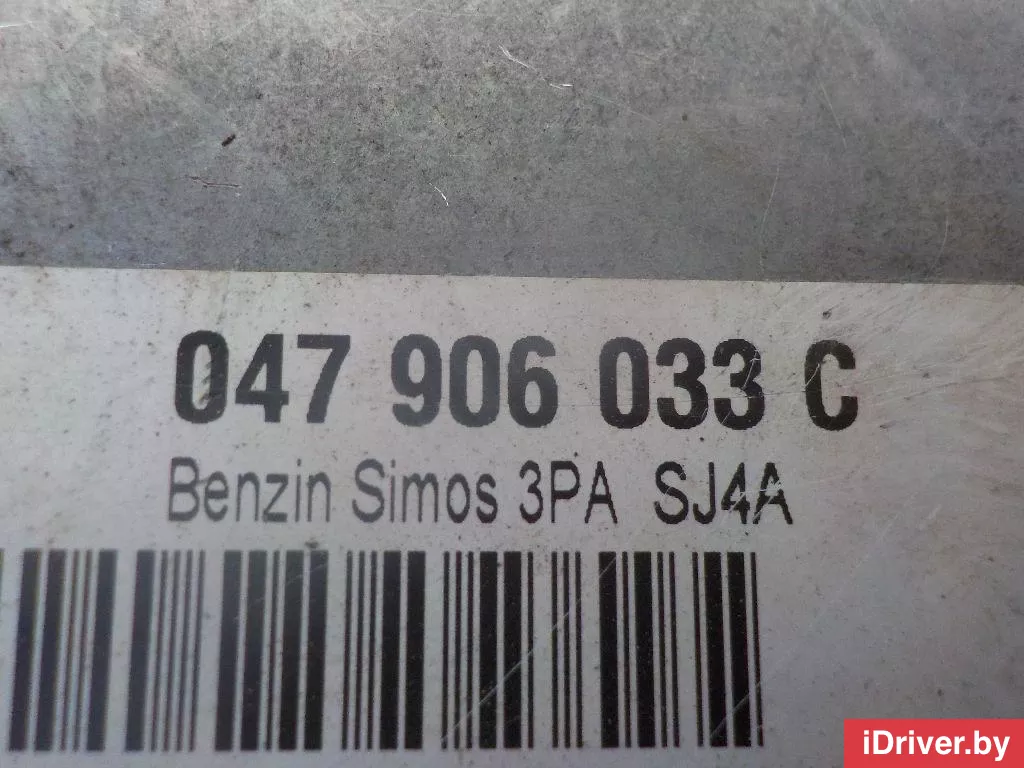 047 906 033 C
Benzin Simos 3PA SJ4A
iDriver.by